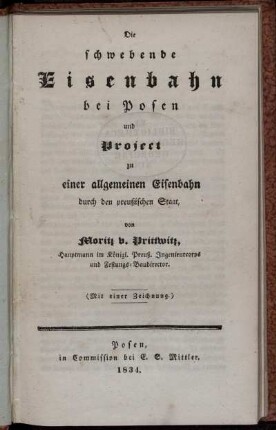 Die
schwebende
Eisenbahn
bei Posen
und
Project
zu
einer allgemeinen Eisenbahn
durch den preußischen Staat,
von
Moritz v. Prittwitz,
Hauptmann im Königl. Preuß. Ingenieurcorps
und Festungs-Baudirector.
(Mit einer Zeichnung.)
Posen,
in Commission bei E. S. Mittler.
1834.